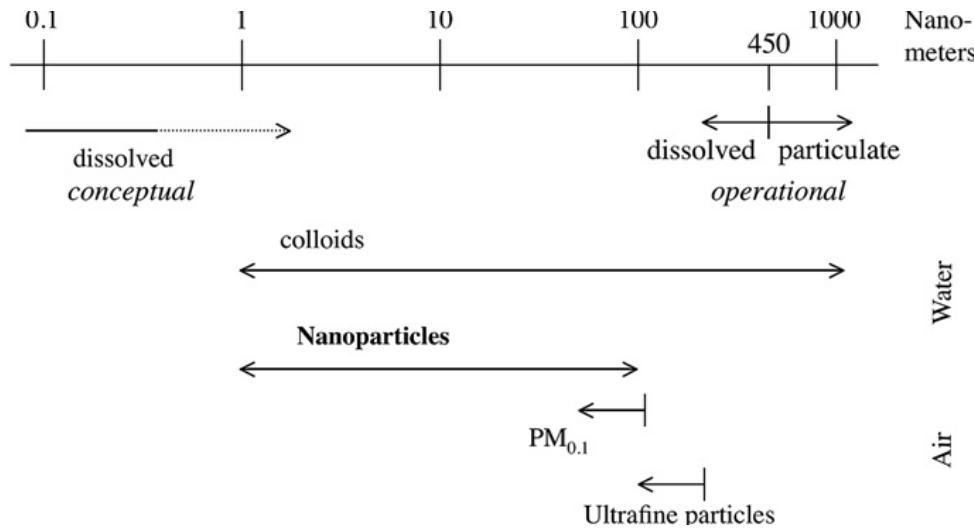 0.1 1 10 100 450 1000 Nano-
meters
dissolved
conceptual
dissolved particulate
operational
colloids
Water
Nanoparticles
PM0.1
Air
Ultrafine particles